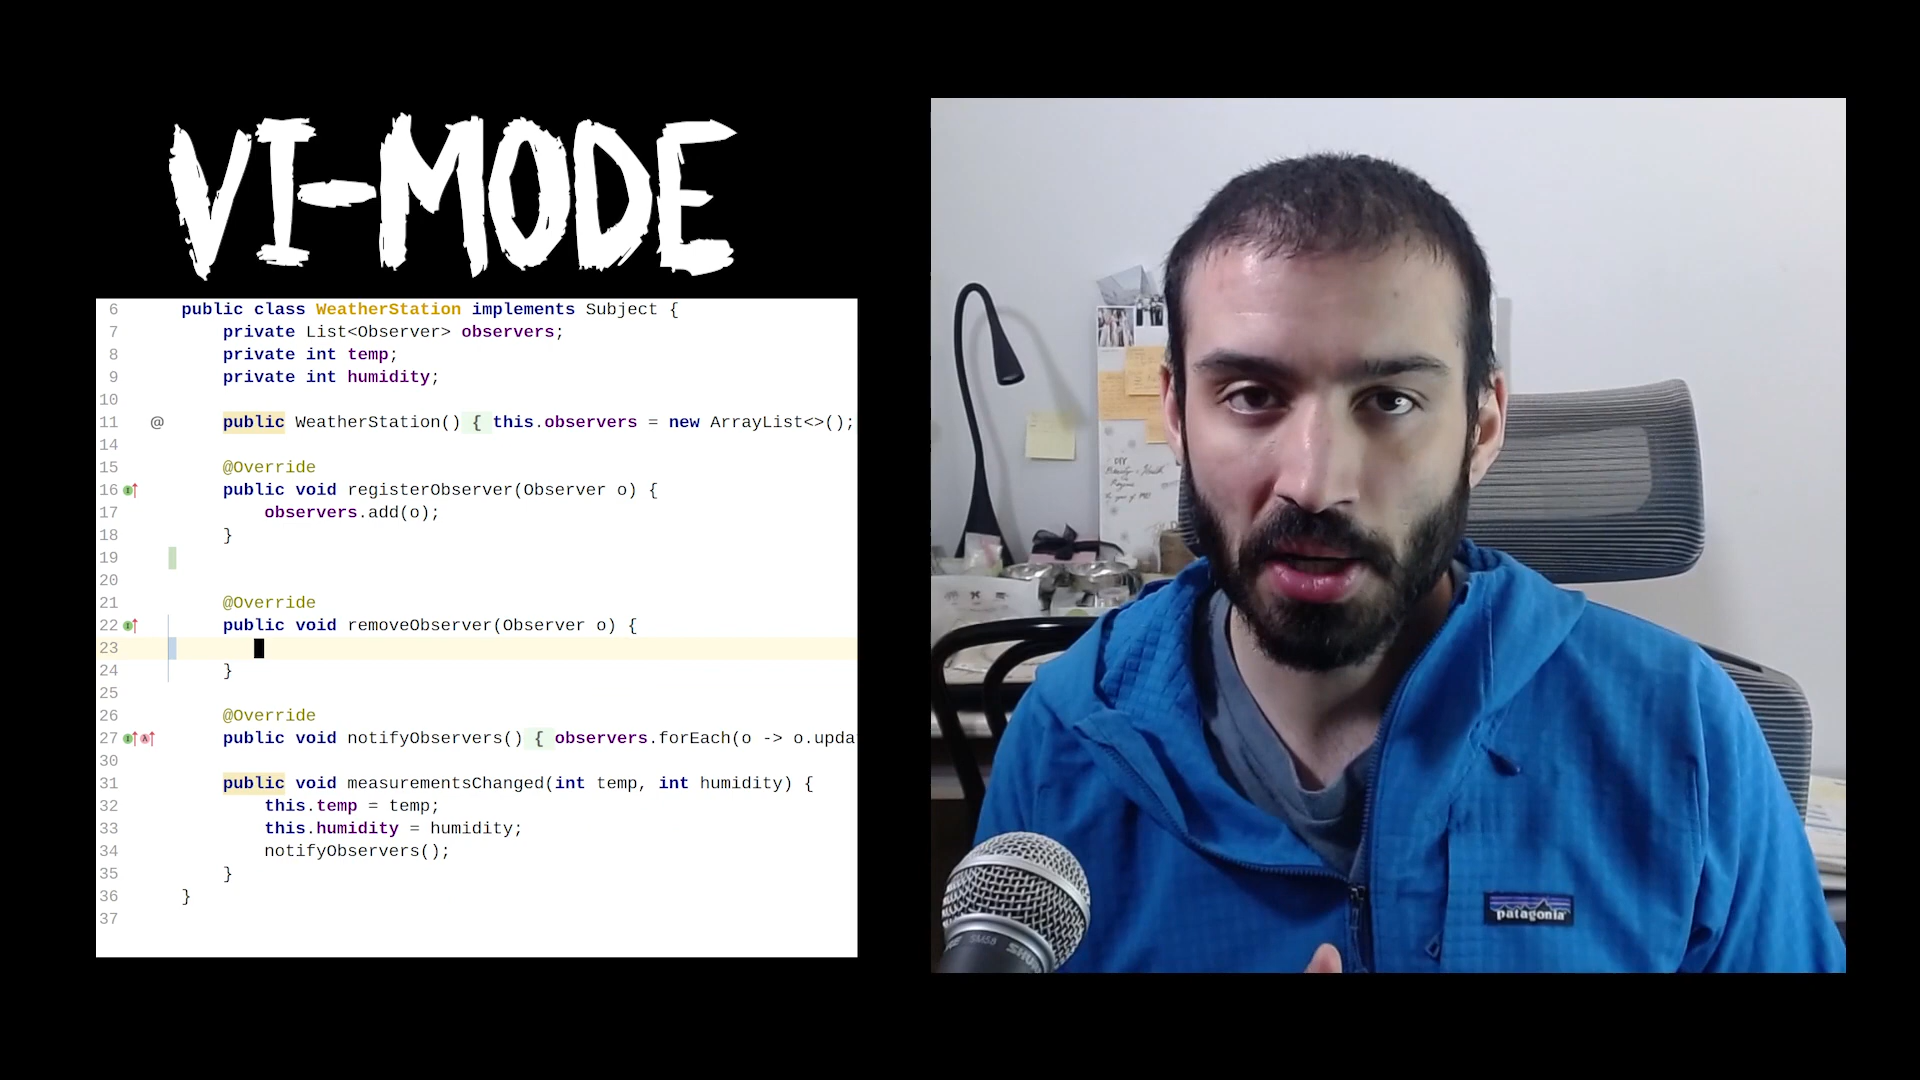 VI-MODE
6 public class WeatherStation implements Subject {
7 private List<Observer> observers;
8 private int temp;
9 private int humidity;
10
11 @ public WeatherStation() { this.observers = new ArrayList<>();
14
15 @Override
16 public void registerObserver(Observer o) {
17 observers.add(o);
18 }
19
20
21 @Override
22 public void removeObserver(Observer o) {
23
24 }
25
26 @Override
27 public void notifyObservers() { observers.forEach(o -> o.upda
30
31 public void measurementsChanged(int temp, int humidity) {
32 this.temp = temp;
33 this.humidity = humidity;
34 notifyObservers();
35 }
36 }
37
DIY
patagonia
SM58